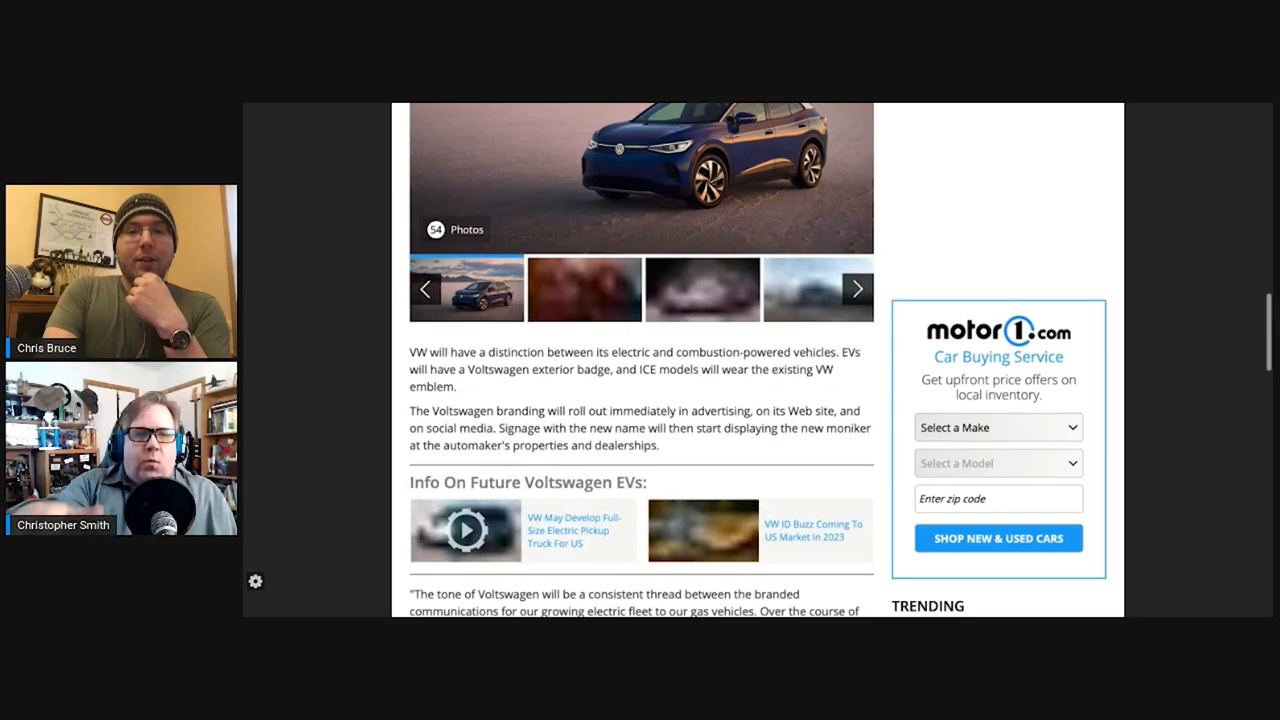 Chris Bruce
Christopher Smith
54 Photos
VW will have a distinction between its electric and combustion-powered vehicles. EVs
will have a Voltswagen exterior badge, and ICE models will wear the existing VW
emblem.
The Voltswagen branding will roll out immediately in advertising, on its Web site, and
on social media. Signage with the new name will then start displaying the new moniker
at the automaker's properties and dealerships.
Info On Future Voltswagen EVs:
VW May Develop Full-
Size Electric Pickup
Truck For US
VW ID Buzz Coming To
US Market In 2023
"The tone of Voltswagen will be a consistent thread between the branded
communications for our growing electric fleet to our gas vehicles. Over the course of
motor1.com
Car Buying Service
Get upfront price offers on
local inventory.
Select a Make
Select a Model
Enter zip code
SHOP NEW & USED CARS
TRENDING